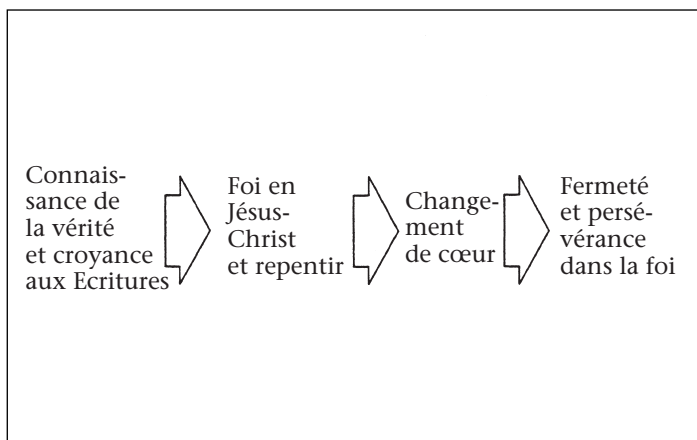 Connais-
sance de
la vérité
et croyance
aux Ecritures
Foi en
Jésus-
Christ
et repentir
Change-
ment
de cœur
Fermeté
et persé-
vérance
dans la foi